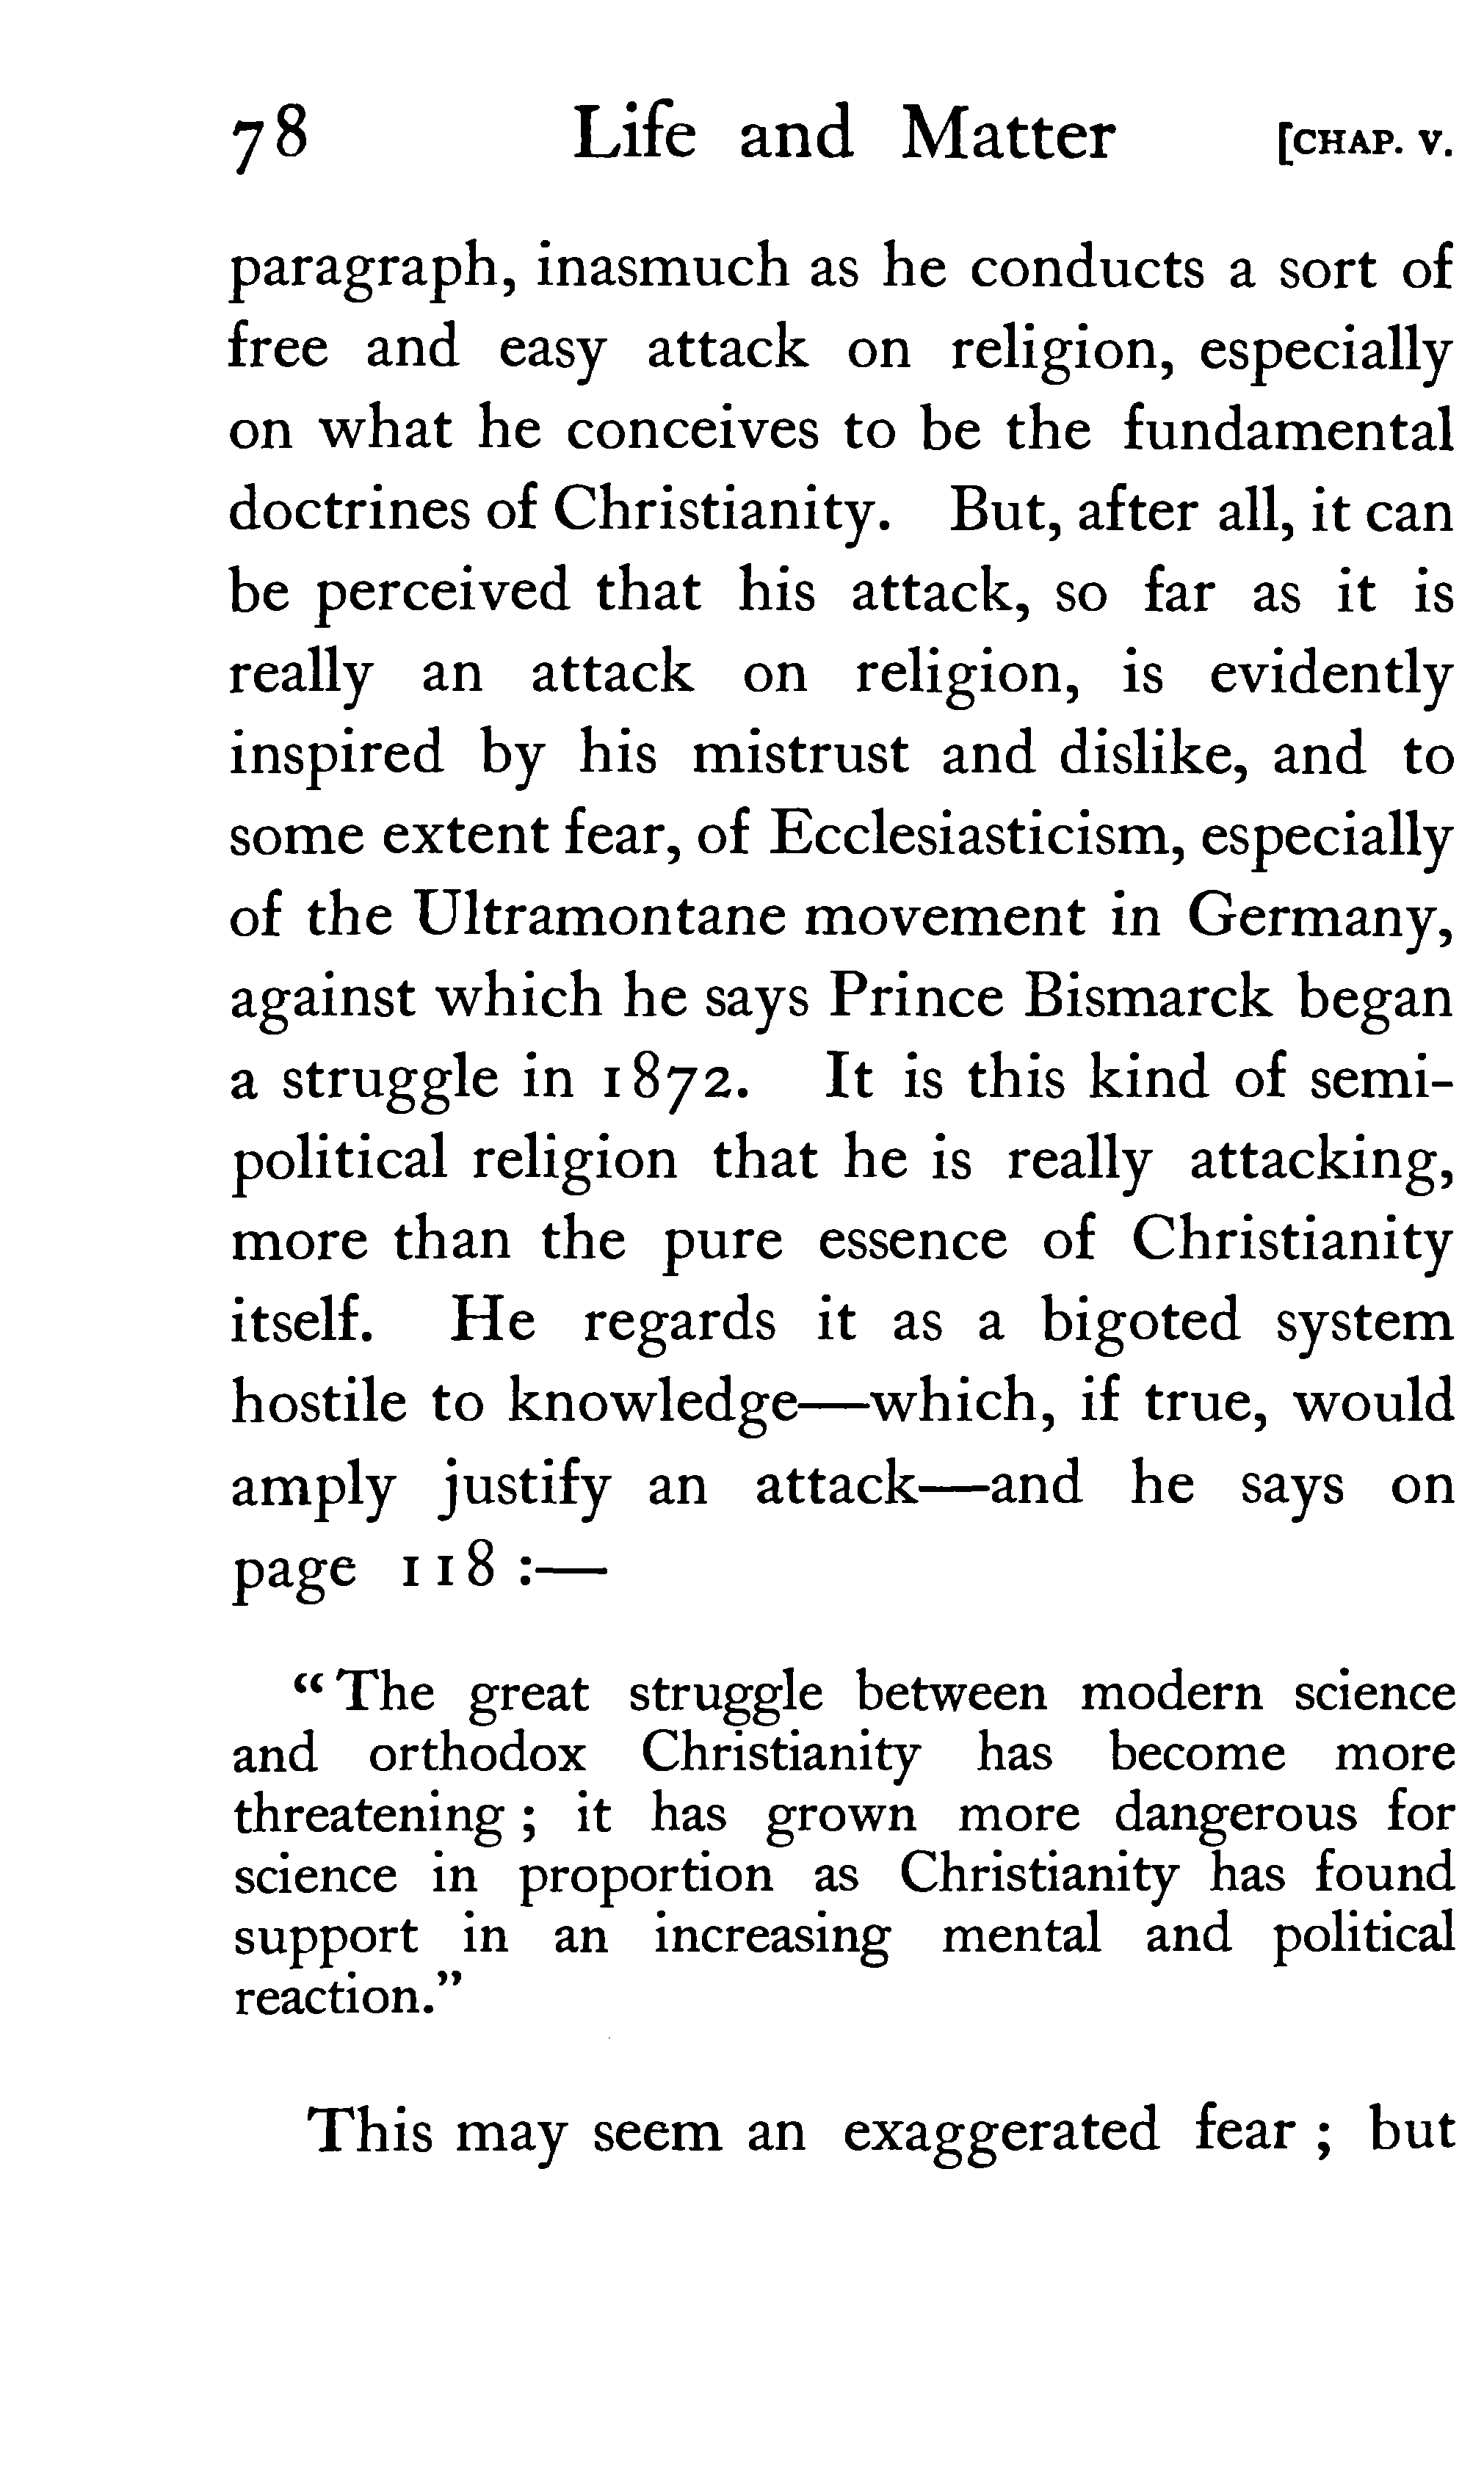 78 Life and Matter [CHAP. V.
paragraph, inasmuch as he conducts a sort of
free and easy attack on religion, especially
on what he conceives to be the fundamental
doctrines of Christianity. But, after all, it can
be perceived that his attack, so far as it is
really an attack on religion, is evidently
inspired by his mistrust and dislike, and to
some extent fear, of Ecclesiasticism, especially
of the Ultramontane movement in Germany,
against which he says Prince Bismarck began
a struggle in 1872. It is this kind of semi-
political religion that he is really attacking,
more than the pure essence of Christianity
itself. He regards it as a bigoted system
hostile to knowledge—which, if true, would
amply justify an attack—and he says on
page 118 :—
“The great struggle between modern science
and orthodox Christianity has become more
threatening ; it has grown more dangerous for
science in proportion as Christianity has found
support in an increasing mental and political
reaction.”
This may seem an exaggerated fear ; but